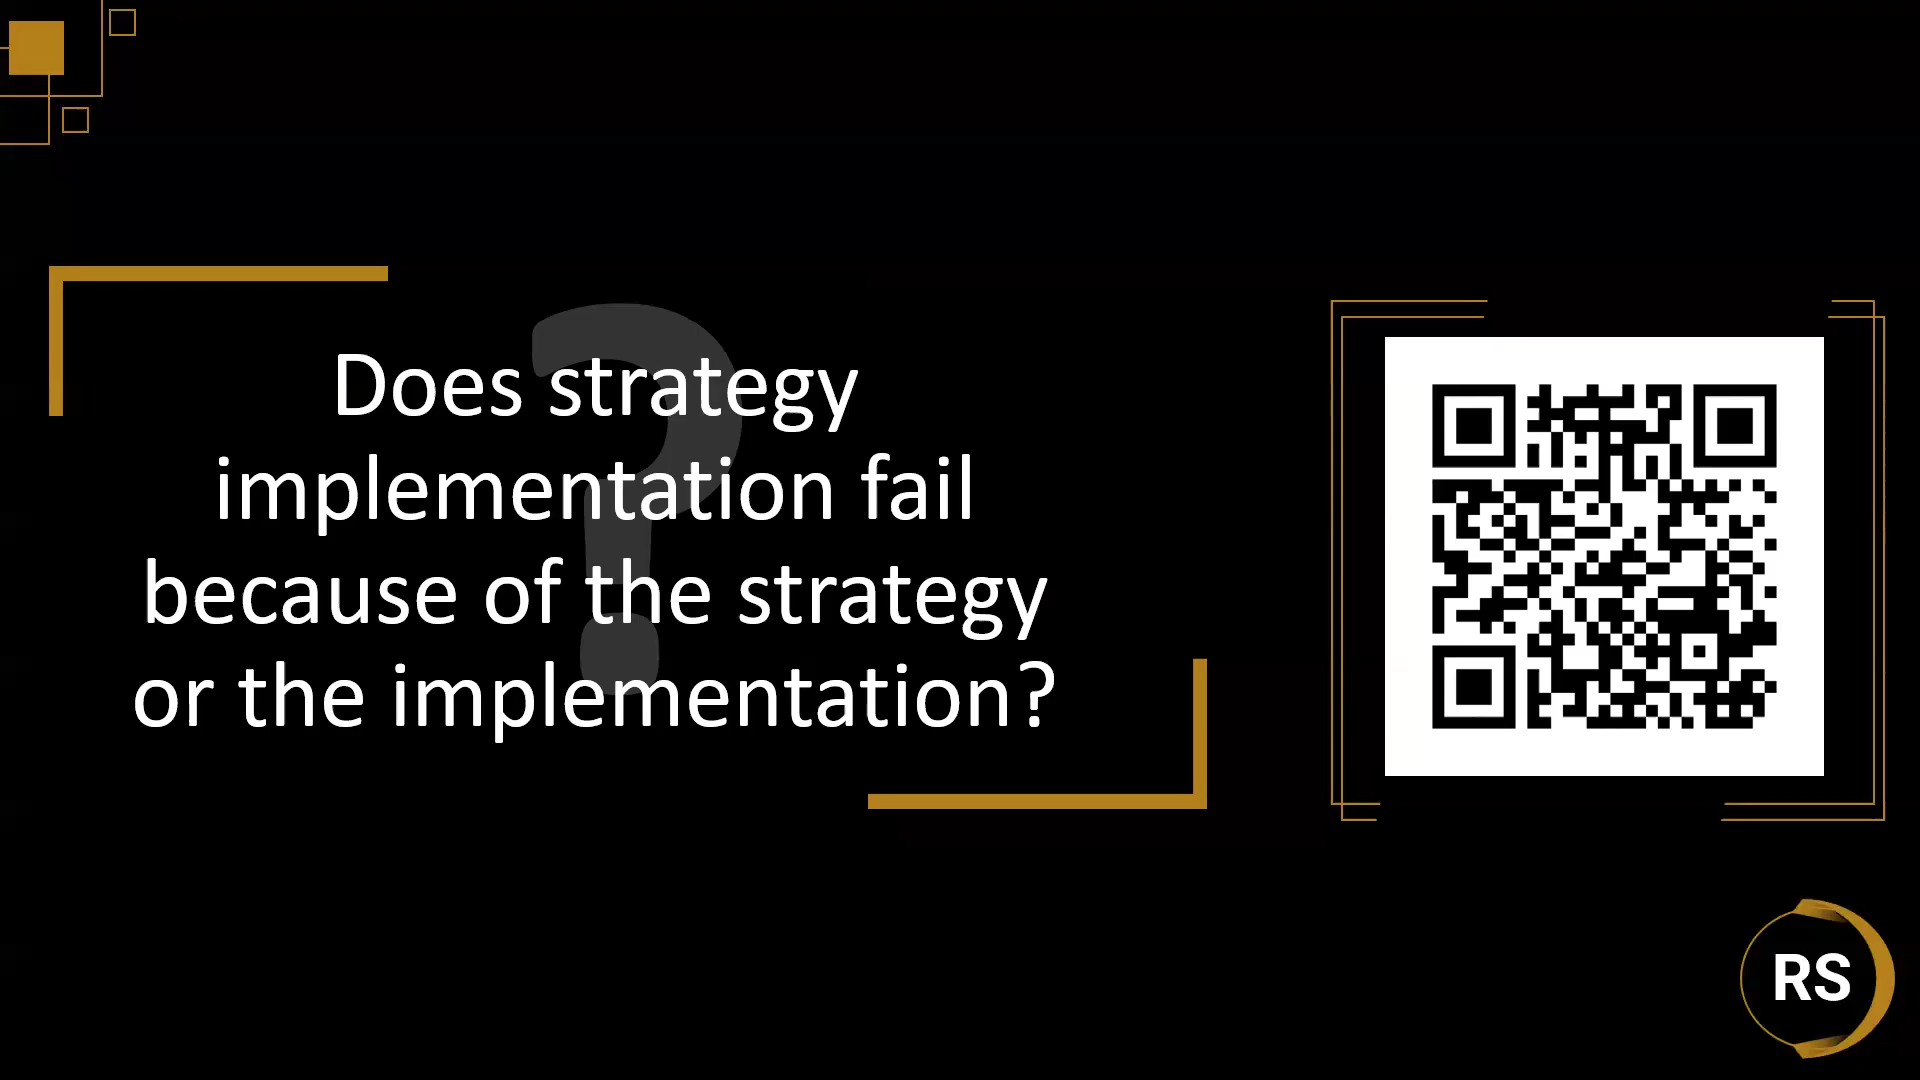 Does strategy
implementation fail
because of the strategy
or the implementation?
RS